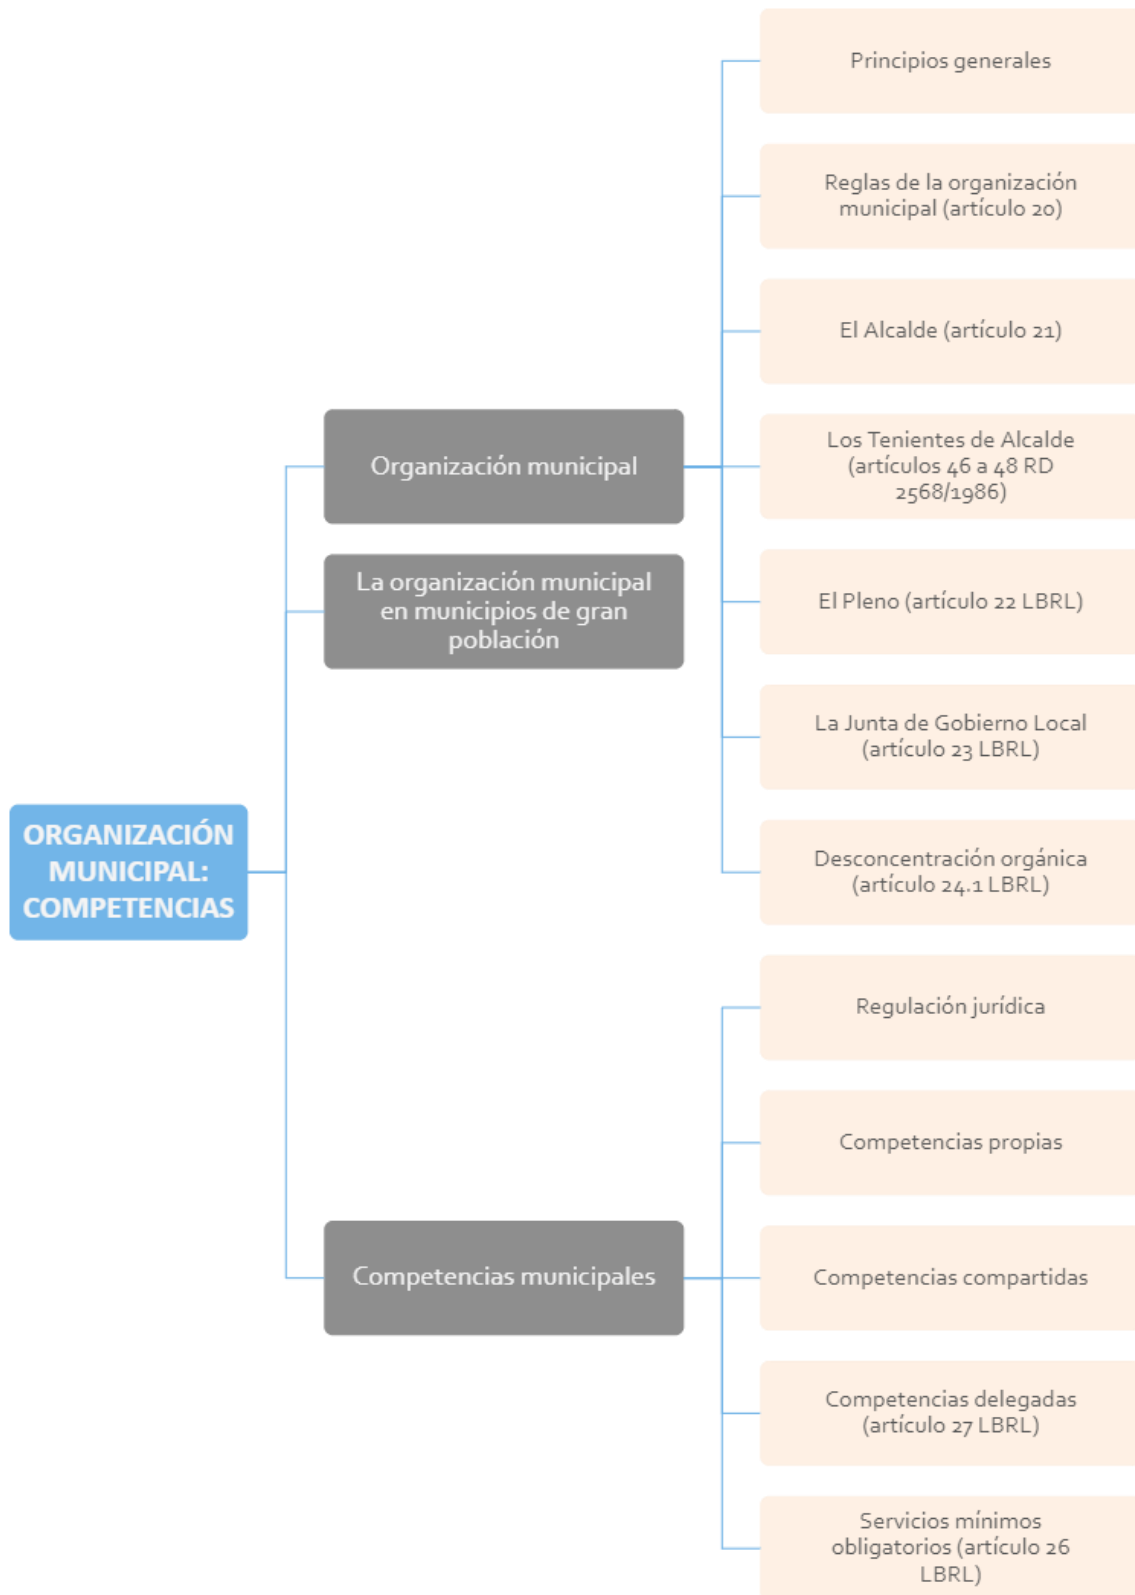 Principios generales
Reglas de la organización
municipal (artículo 20)
El Alcalde (artículo 21)
Los Tenientes de Alcalde
(artículos 46 a 48 RD
2568/1986)
Organización municipal
El Pleno (artículo 22 LBRL)
La organización municipal
en municipios de gran
población
La Junta de Gobierno Local
(artículo 23 LBRL)
ORGANIZACIÓN
MUNICIPAL:
COMPETENCIAS
Desconcentración orgánica
(artículo 24.1 LBRL)
Regulación jurídica
Competencias propias
Competencias municipales
Competencias compartidas
Competencias delegadas
(artículo 27 LBRL)
Servicios mínimos
obligatorios (artículo 26
LBRL)